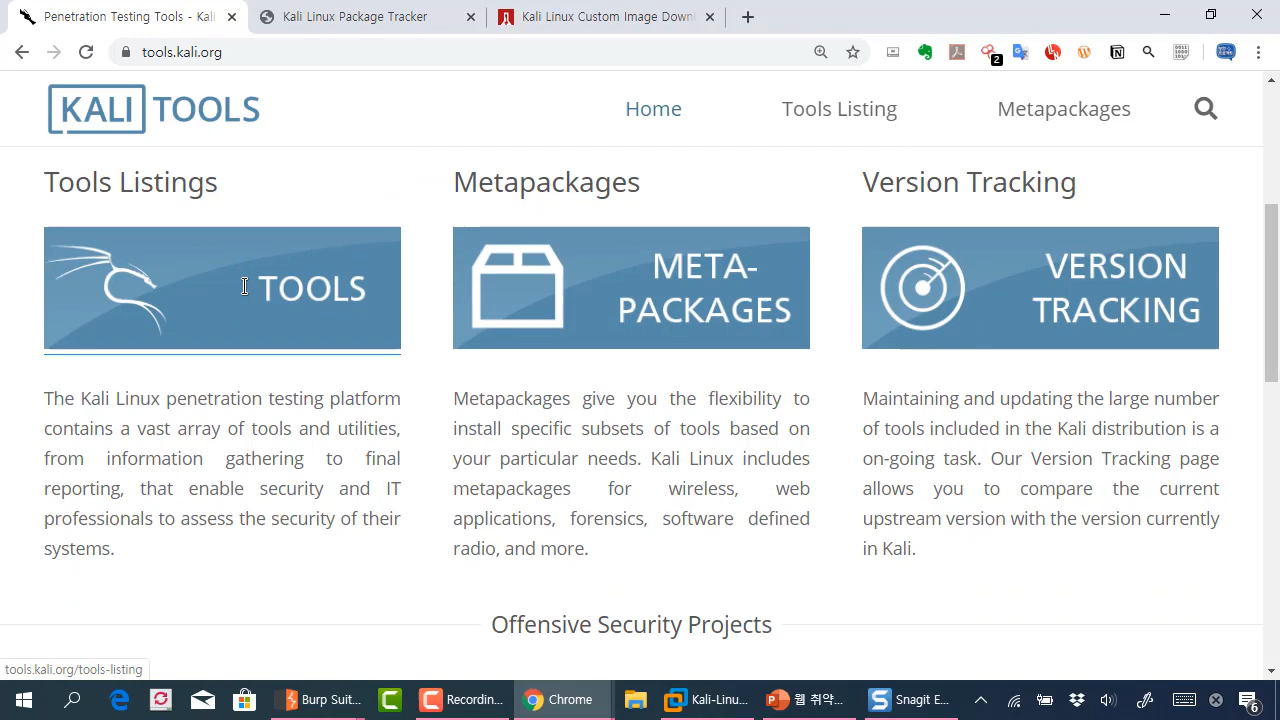 Penetration Testing Tools - Kali
Kali Linux Package Tracker
Kali Linux Custom Image Down
tools.kali.org
2
KALI TOOLS
Home
Tools Listing
Metapackages
Tools Listings
Metapackages
Version Tracking
TOOLS
META-
PACKAGES
VERSION
TRACKING
The Kali Linux penetration testing platform
contains a vast array of tools and utilities,
from information gathering to final
reporting, that enable security and IT
professionals to assess the security of their
systems.
Metapackages give you the flexibility to
install specific subsets of tools based on
your particular needs. Kali Linux includes
metapackages for wireless, web
applications, forensics, software defined
radio, and more.
Maintaining and updating the large number
of tools included in the Kali distribution is a
on-going task. Our Version Tracking page
allows you to compare the current
upstream version with the version currently
in Kali.
Offensive Security Projects
tools.kali.org/tools-listing
Burp Suit...
Recordin...
Chrome
Kali-Linu...
웹 취약...
Snagit E...
6